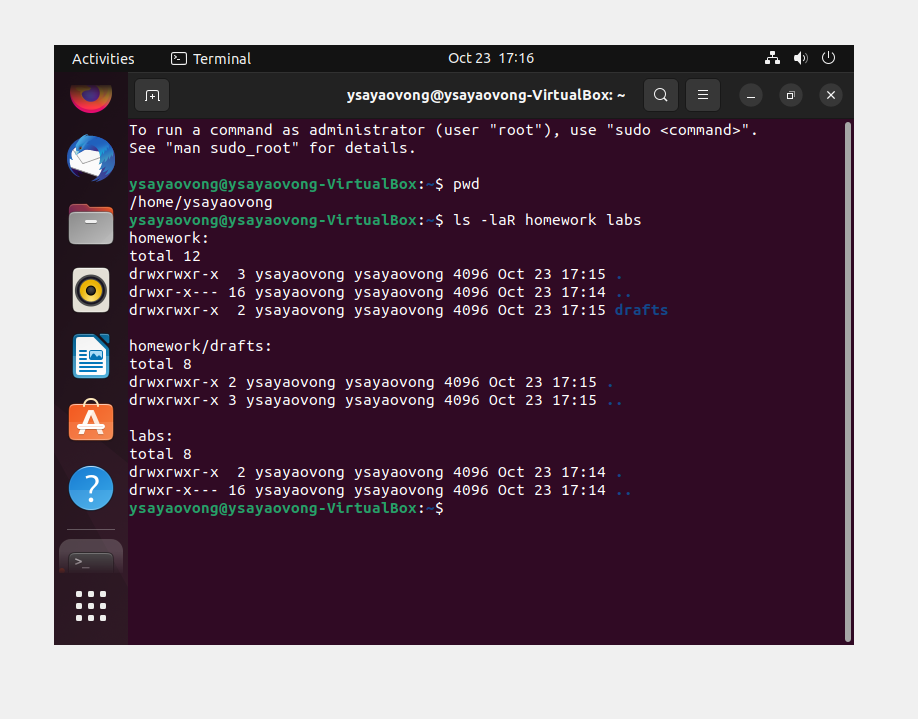 Activities Terminal Oct 23 17:16
ysayaovong@ysayaovong-VirtualBox: ~
To run a command as administrator (user "root"), use "sudo <command>".
See "man sudo_root" for details.
ysayaovong@ysayaovong-VirtualBox:~$ pwd
/home/ysayaovong
ysayaovong@ysayaovong-VirtualBox:~$ ls -laR homework labs
homework:
total 12
drwxrwxr-x  3 ysayaovong ysayaovong 4096 Oct 23 17:15 .
drwxr-x--- 16 ysayaovong ysayaovong 4096 Oct 23 17:14 ..
drwxrwxr-x  2 ysayaovong ysayaovong 4096 Oct 23 17:15 drafts
homework/drafts:
total 8
drwxrwxr-x 2 ysayaovong ysayaovong 4096 Oct 23 17:15 .
drwxrwxr-x 3 ysayaovong ysayaovong 4096 Oct 23 17:15 ..
labs:
total 8
drwxrwxr-x  2 ysayaovong ysayaovong 4096 Oct 23 17:14 .
drwxr-x--- 16 ysayaovong ysayaovong 4096 Oct 23 17:14 ..
ysayaovong@ysayaovong-VirtualBox:~$